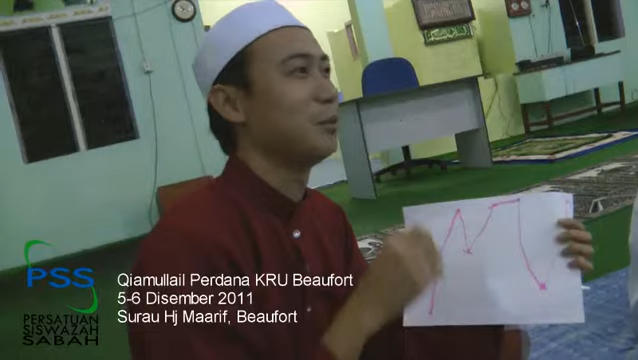 PSS
PERSATUAN
SISWAZAH
SABAH
Qiamullail Perdana KRU Beaufort
5-6 Disember 2011
Surau Hj Maarif, Beaufort